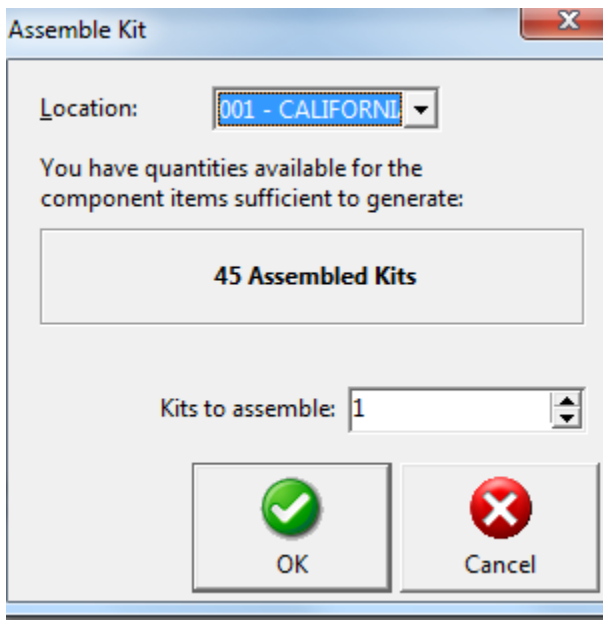 Assemble Kit
Location: 001 - CALIFORNI
You have quantities available for the
component items sufficient to generate:
45 Assembled Kits
Kits to assemble: 1
OK Cancel